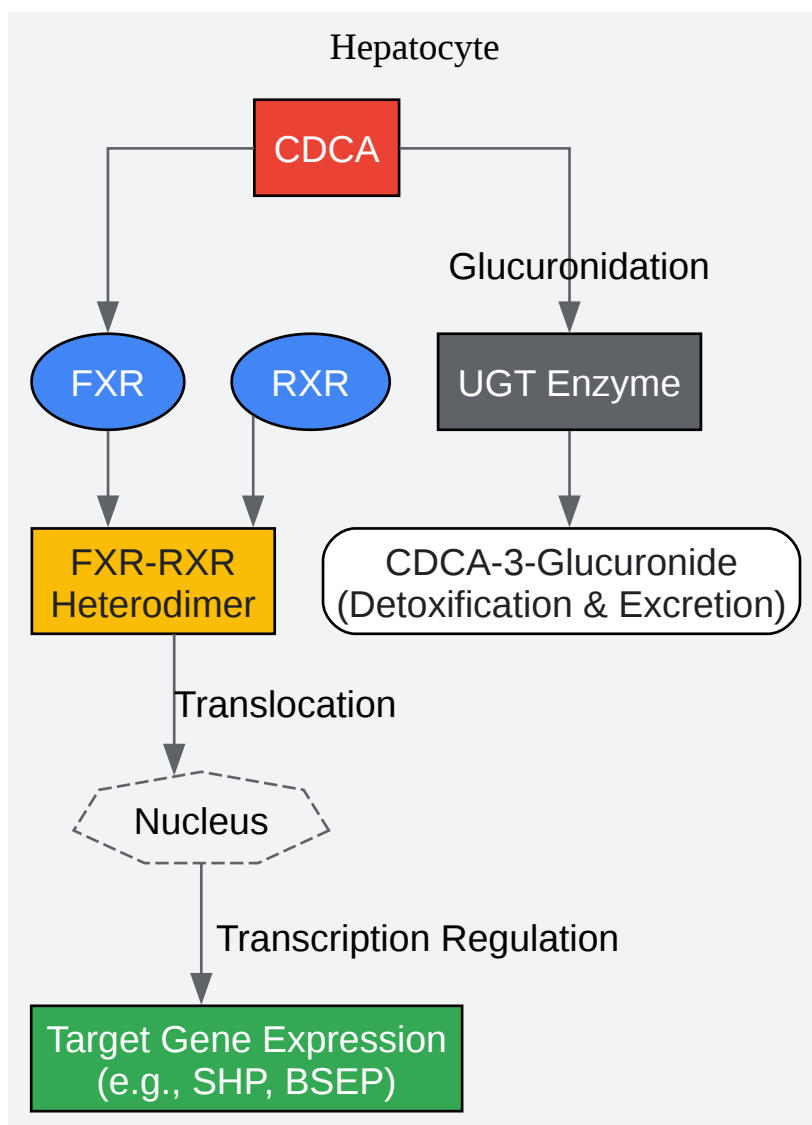 Hepatocyte
CDCA
Glucuronidation
FXR
RXR
UGT Enzyme
FXR-RXR
Heterodimer
CDCA-3-Glucuronide
(Detoxification & Excretion)
Translocation
Nucleus
Transcription Regulation
Target Gene Expression
(e.g., SHP, BSEP)